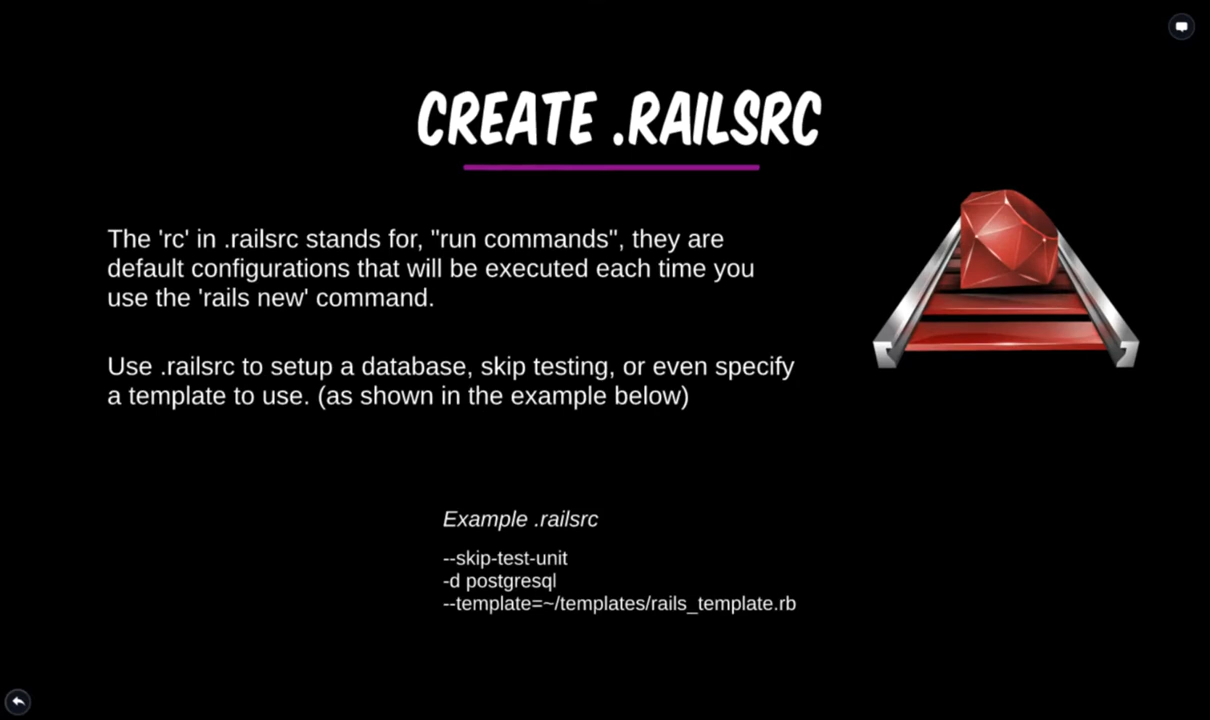 CREATE .RAILSRC
The 'rc' in .railsrc stands for, "run commands", they are
default configurations that will be executed each time you
use the 'rails new' command.
Use .railsrc to setup a database, skip testing, or even specify
a template to use. (as shown in the example below)
Example .railsrc
--skip-test-unit
-d postgresql
--template=~/templates/rails_template.rb